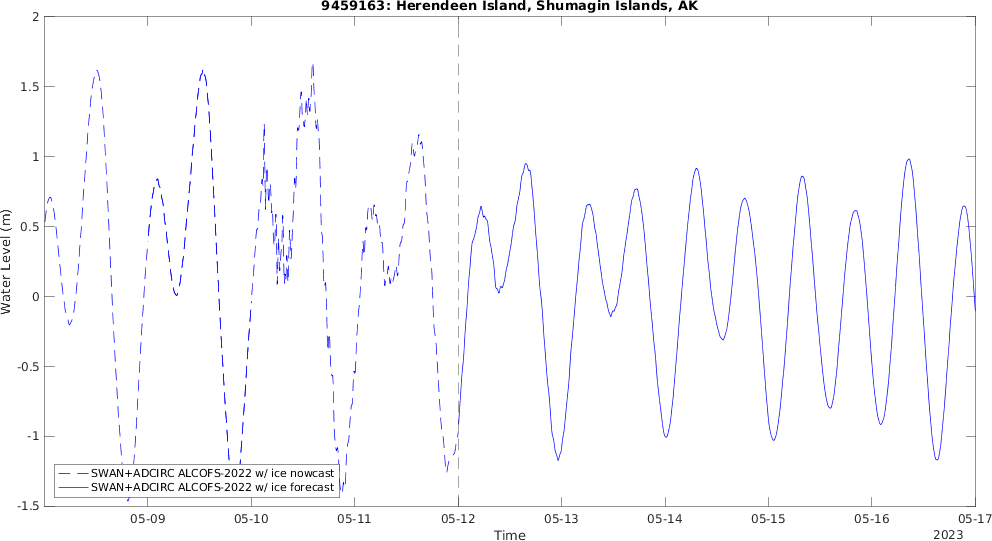 9459163: Herendeen Island, Shumagin Islands, AK
Water Level (m)
2
1.5
1
0.5
0
-0.5
-1
-1.5
SWAN+ADCIRC ALCOFS-2022 w/ ice nowcast
SWAN+ADCIRC ALCOFS-2022 w/ ice forecast
05-09 05-10 05-11 05-12 05-13 05-14 05-15 05-16 05-17
Time
2023